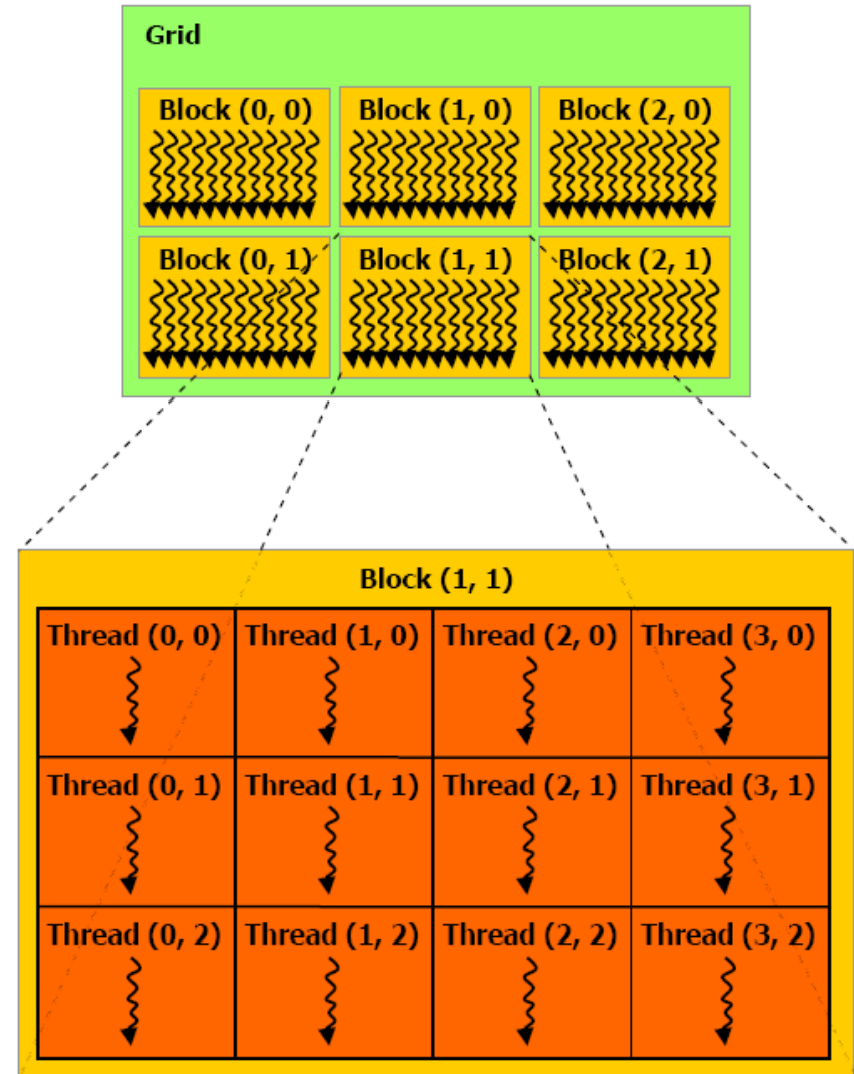 Grid
Block (0, 0) Block (1, 0) Block (2, 0)
Block (0, 1) Block (1, 1) Block (2, 1)
Block (1, 1)
Thread (0, 0) Thread (1, 0) Thread (2, 0) Thread (3, 0)
Thread (0, 1) Thread (1, 1) Thread (2, 1) Thread (3, 1)
Thread (0, 2) Thread (1, 2) Thread (2, 2) Thread (3, 2)